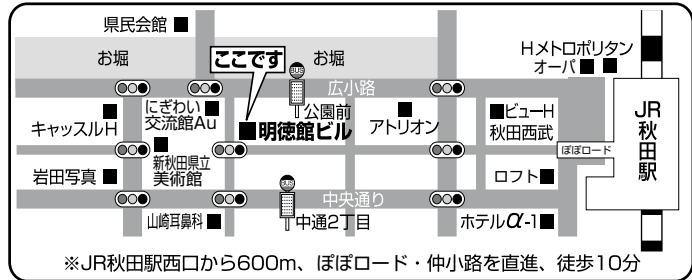 県民会館
お堀
ここです
お堀
Hメトロポリタン
オーパ
BUS
広小路
公園前
キャッスルH
にぎわい
交流館Au
明徳館ビル
アトリオン
ビューH
秋田西武
JR秋田駅
ぽぽロード
岩田写真
新秋田県立
美術館
ロフト
BUS
中央通り
山崎耳鼻科
中通2丁目
ホテルα-1
※JR秋田駅西口から600m、ぽぽロード・仲小路を直進、徒歩10分